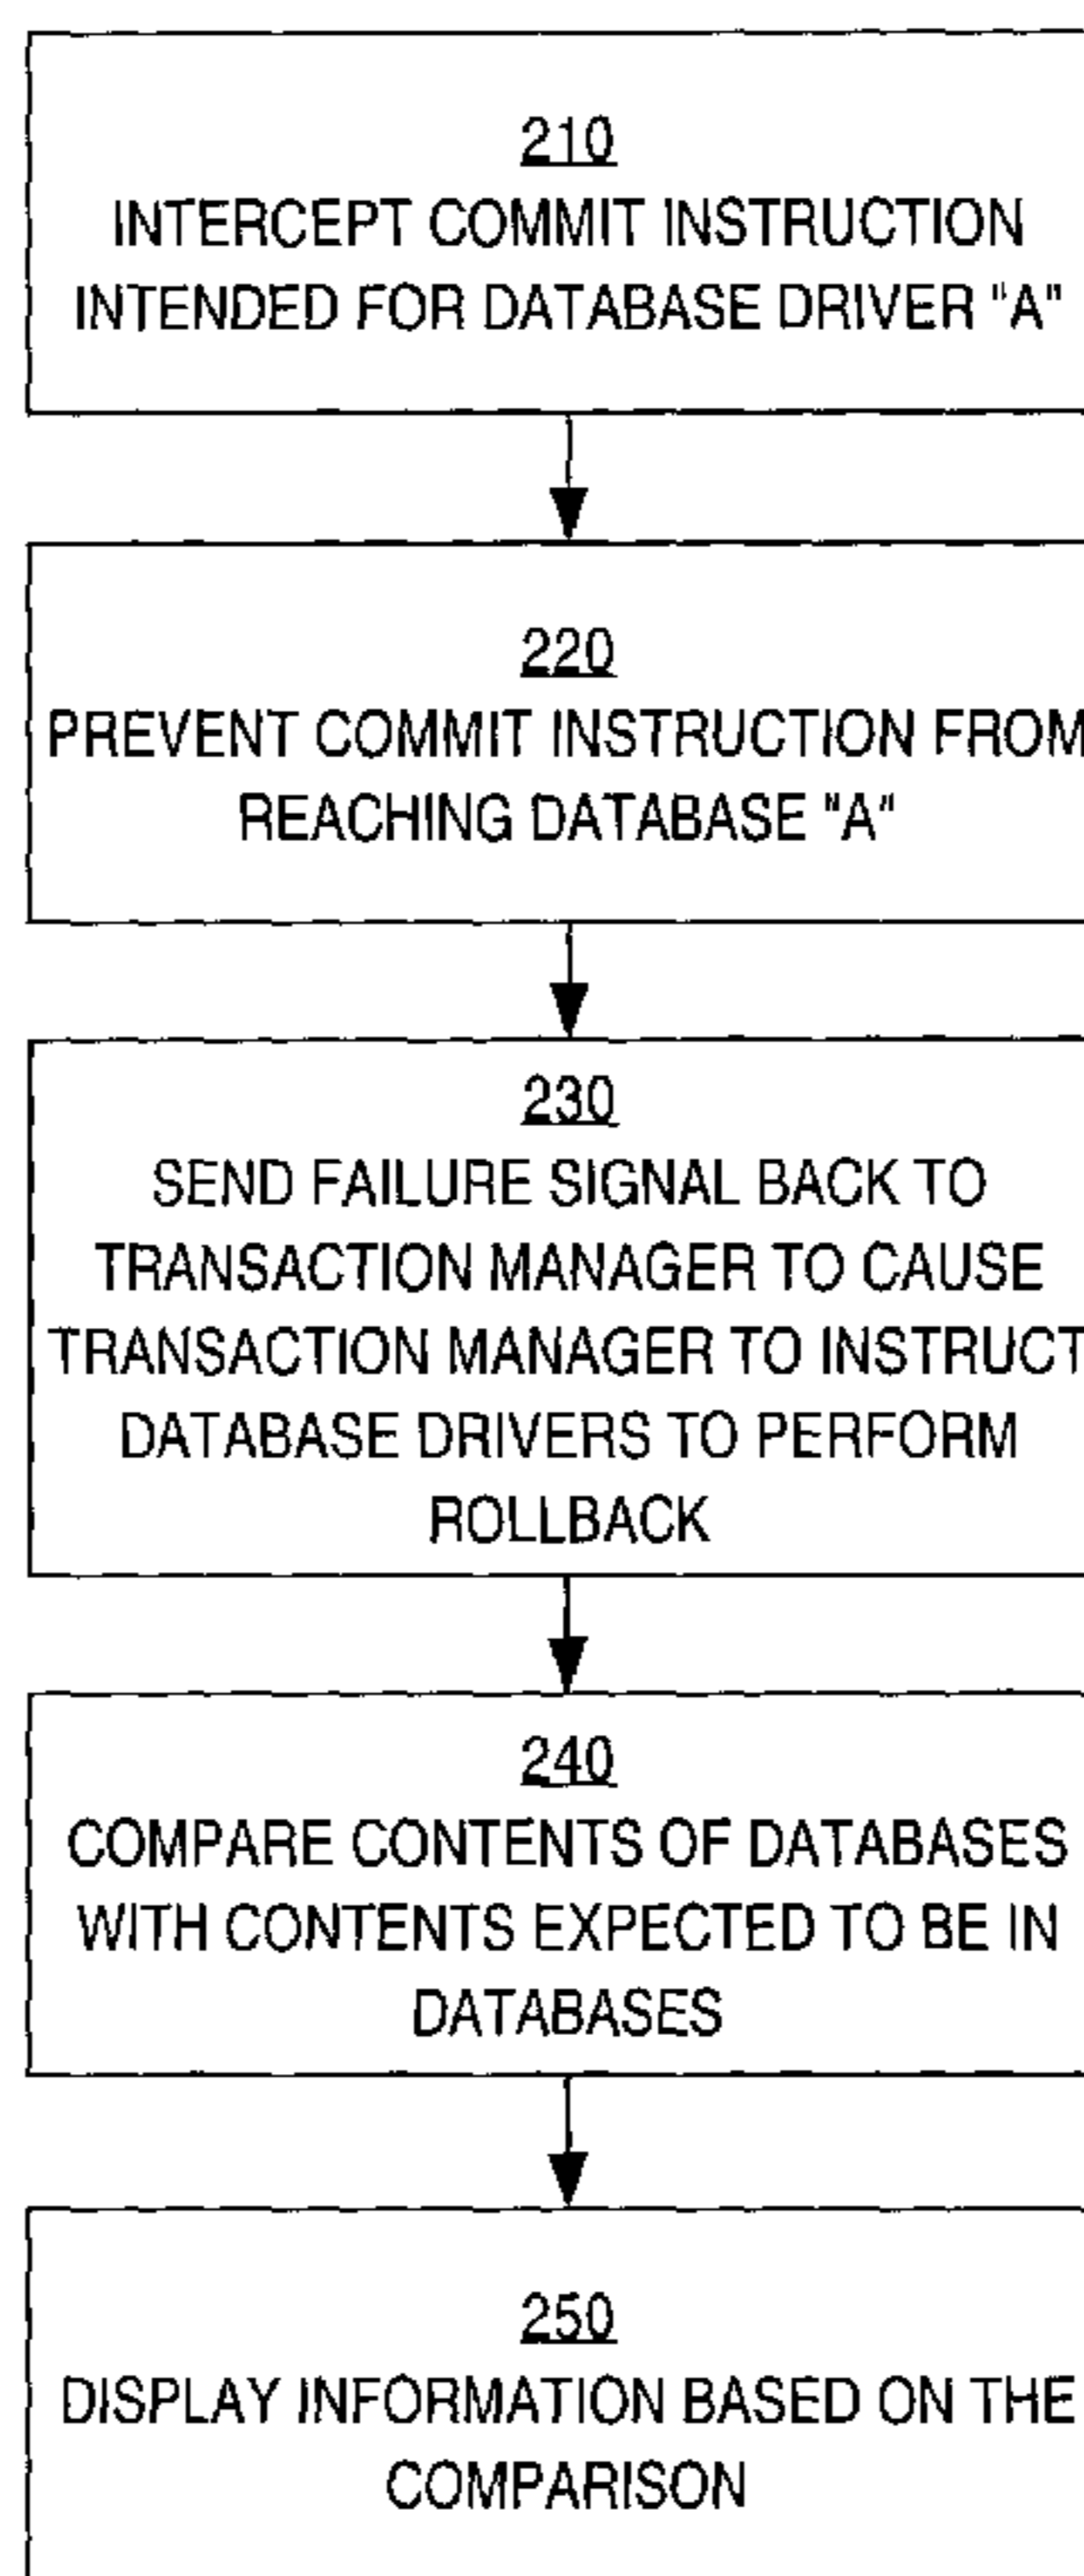 210
INTERCEPT COMMIT INSTRUCTION
INTENDED FOR DATABASE DRIVER "A"
220
PREVENT COMMIT INSTRUCTION FROM
REACHING DATABASE "A"
230
SEND FAILURE SIGNAL BACK TO
TRANSACTION MANAGER TO CAUSE
TRANSACTION MANAGER TO INSTRUCT
DATABASE DRIVERS TO PERFORM
ROLLBACK
240
COMPARE CONTENTS OF DATABASES
WITH CONTENTS EXPECTED TO BE IN
DATABASES
250
DISPLAY INFORMATION BASED ON THE
COMPARISON